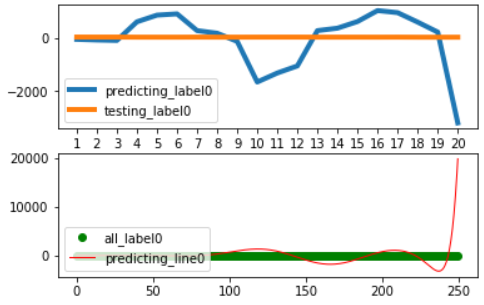 0
−2000
predicting_label0
testing_label0
1 2 3 4 5 6 7 8 9 10 11 12 13 14 15 16 17 18 19 20
20000
10000
0
all_label0
predicting_line0
0 50 100 150 200 250